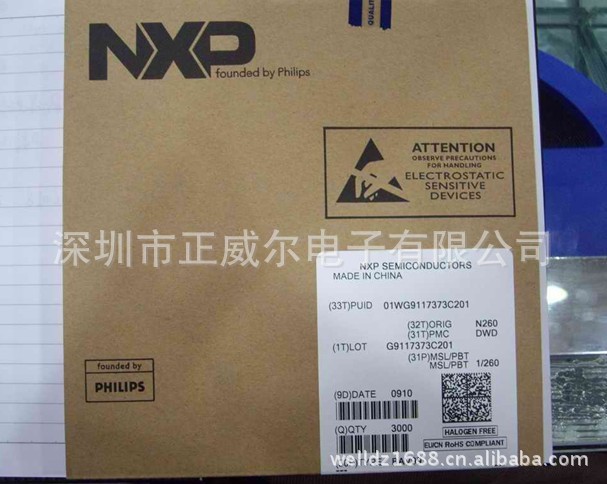 QUALITY
NXP
founded by Philips
ATTENTION
OBSERVE PRECAUTIONS
FOR HANDLING
ELECTROSTATIC
SENSITIVE
DEVICES
深圳市正威尔电子有限公司
NXP SEMICONDUCTORS
MADE IN CHINA
(33T)PUID 01WG9117373C201
(32T)ORIG N260
(31T)PMC DWD
(1T)LOT G9117373C201
(31P)MSL/PBT
MSL/PBT 1/260
founded by
PHILIPS
(9D)DATE 0910
(Q)QTY 3000
HALOGEN FREE
EU/CN RoHS COMPLIANT
welldz1688.cn.alibaba.com